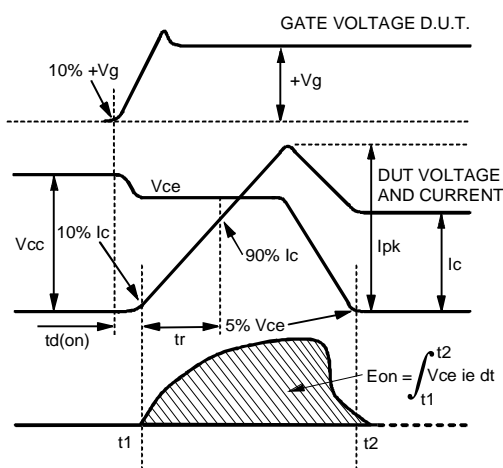 GATE VOLTAGE D.U.T.
10% +Vg
+Vg
DUT VOLTAGE
AND CURRENT
Vce
Vcc
10% Ic
90% Ic
Ipk
Ic
td(on)
tr
5% Vce
Eon = ∫ Vce ie dt
t2
t1
t1
t2